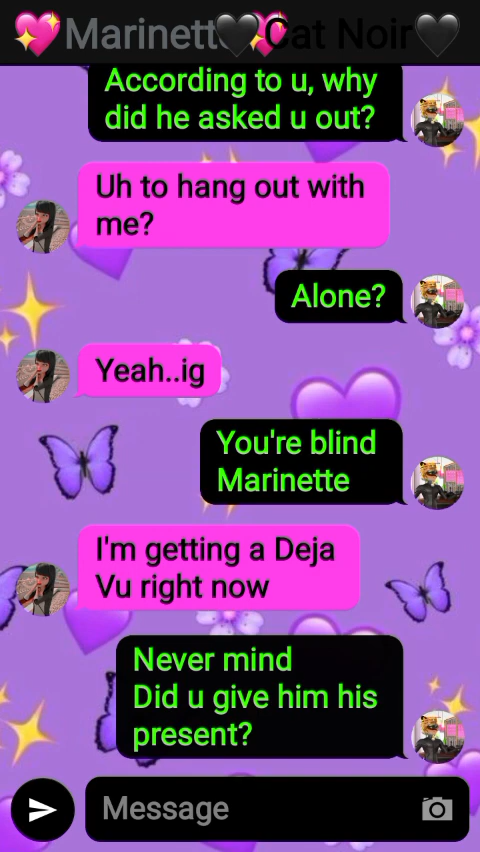 💖Marinett🖤💖Cat Noir🖤
According to u, why
did he asked u out?
Uh to hang out with
me?
Alone?
Yeah..ig
You're blind
Marinette
I'm getting a Deja
Vu right now
Never mind
Did u give him his
present?
Message